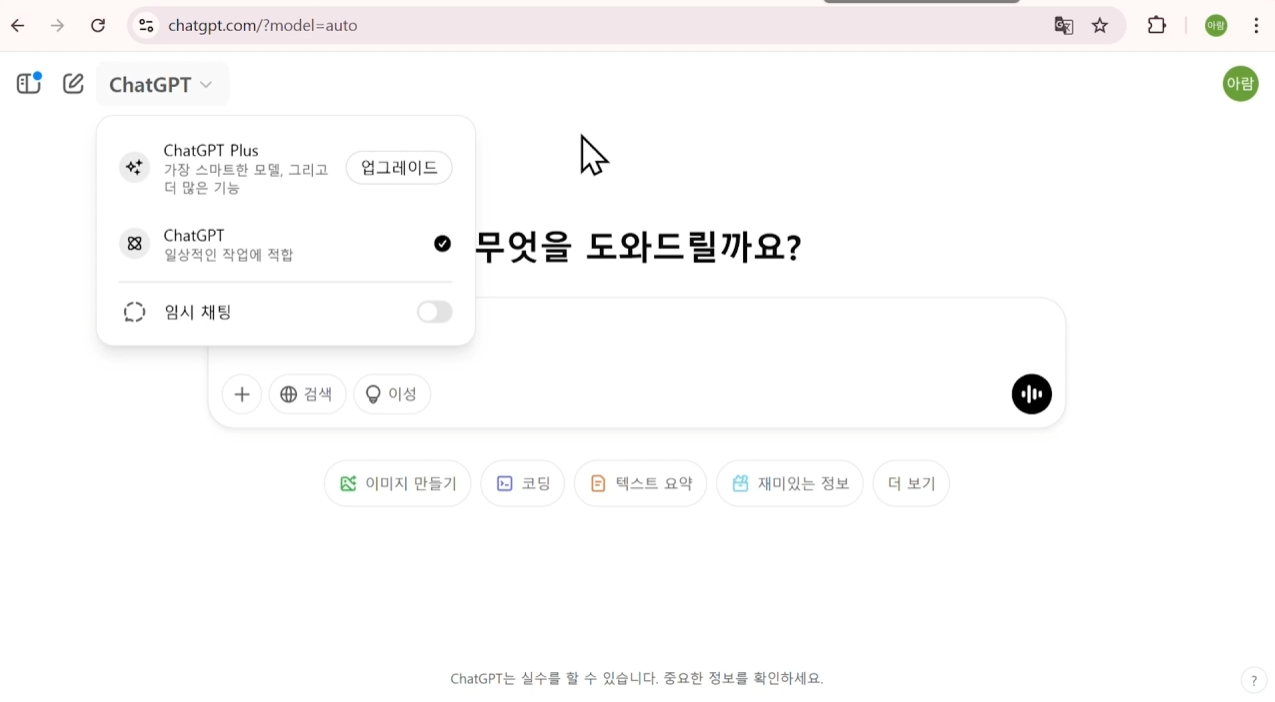 chatgpt.com/?model=auto
아람
ChatGPT
아람
ChatGPT Plus
가장 스마트한 모델, 그리고
더 많은 기능
업그레이드
ChatGPT
일상적인 작업에 적합
무엇을 도와드릴까요?
임시 채팅
검색
이성
이미지 만들기
코딩
텍스트 요약
재미있는 정보
더 보기
ChatGPT는 실수를 할 수 있습니다. 중요한 정보를 확인하세요.
?